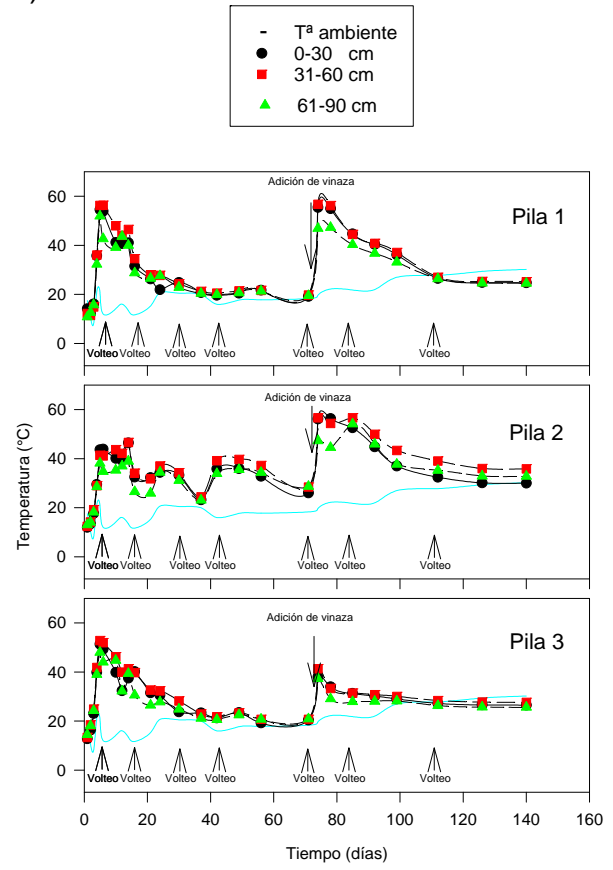 )
Tª ambiente
0-30 cm
31-60 cm
61-90 cm
Adición de vinaza
Pila 1
60
40
20
0
Volteo Volteo Volteo Volteo Volteo Volteo Volteo
Adición de vinaza
Pila 2
60
40
20
0
Volteo Volteo Volteo Volteo Volteo Volteo Volteo
Temperatura (°C)
Adición de vinaza
Pila 3
60
40
20
0
Volteo Volteo Volteo Volteo Volteo Volteo Volteo
0 20 40 60 80 100 120 140 160
Tiempo (días)